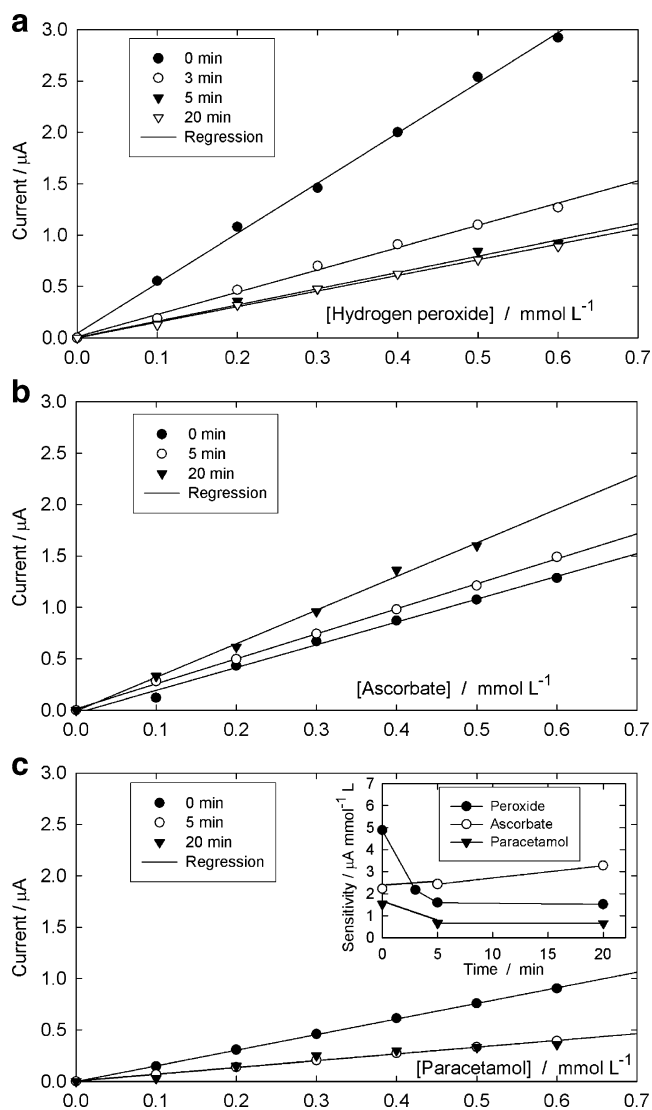 a
3.0
2.5
2.0
1.5
1.0
0.5
0.0
Current / µA
0 min
3 min
5 min
20 min
Regression
[Hydrogen peroxide] / mmol L-1
0.0 0.1 0.2 0.3 0.4 0.5 0.6 0.7
b
3.0
2.5
2.0
1.5
1.0
0.5
0.0
Current / µA
0 min
5 min
20 min
Regression
[Ascorbate] / mmol L-1
0.0 0.1 0.2 0.3 0.4 0.5 0.6 0.7
c
3.0
2.5
2.0
1.5
1.0
0.5
0.0
Current / µA
0 min
5 min
20 min
Regression
7
6
5
4
3
2
1
0
Sensitivity / µA mmol-1 L
Peroxide
Ascorbate
Paracetamol
0 5 10 15 20
Time / min
[Paracetamol] / mmol L-1
0.0 0.1 0.2 0.3 0.4 0.5 0.6 0.7